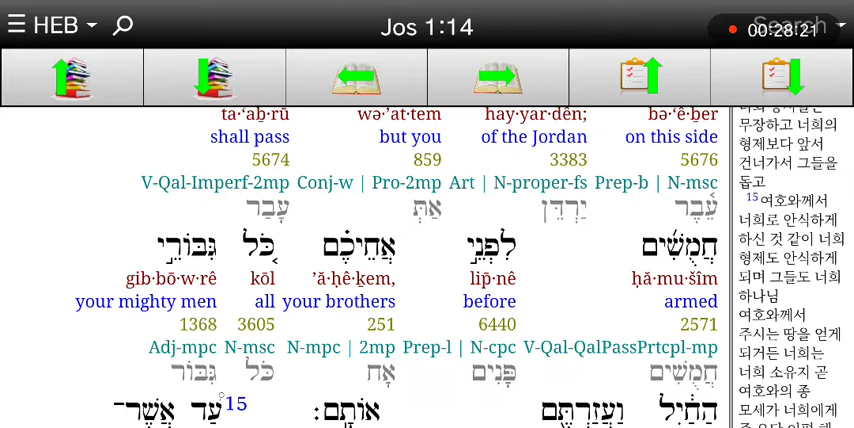 ☰ HEB Jos 1:14 Search 00:28:21
ta·‘aḇ·rū wə·’at·tem hay·yar·dên; bə·‘ê·ḇer
shall pass but you of the Jordan on this side
5674 859 3383 5676
V-Qal-Imperf-2mp Conj-w | Pro-2mp Art | N-proper-fs Prep-b | N-msc
עֵ֫בֶר יַרְדֵּן אַתְּ עָבַר
חֲמֻשִׁ֗ים לִפְנֵ֣י אֲחֵיכֶ֔ם כֹּ֚ל גִּבּוֹרֵ֣י
gib·bō·w·rê kōl ’ă·ḥê·ḵem, lip̄·nê ḥă·mu·šîm
your mighty men all your brothers before armed
1368 3605 251 6440 2571
Adj-mpc N-msc N-mpc | 2mp Prep-l | N-cpc V-Qal-QalPassPrtcpl-mp
חֲמֻשִׁים פָּנִים אָח כֹּל גִּבּוֹר
הַחַ֔יִל וַעֲזַרְתֶּ֖ם אוֹתָֽם׃ 15 עַ֠ד אֲשֶׁר־
무장하고 너희의
형제보다 앞서
건너가서 그들을
돕고
15여호와께서
너희로 안식하게
하신 것 같이 너희
형제도 안식하게
되며 그들도 너희
하나님
여호와께서
주시는 땅을 얻게
되거든 너희는
너희 소유지 곧
여호와의 종
모세가 너희에게